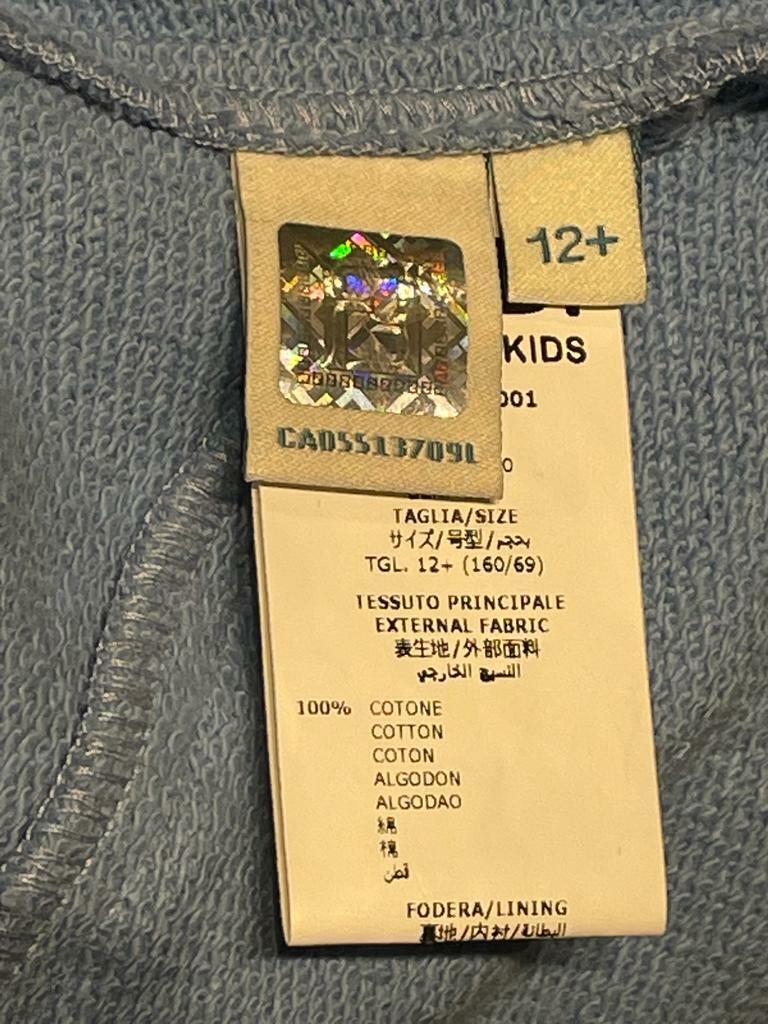 12+
KIDS
001
CA05513709L
0
TAGLIA/SIZE
サイズ/号型/حجم
TGL. 12+ (160/69)
TESSUTO PRINCIPALE
EXTERNAL FABRIC
表生地/外部面料
النسيج الخارجي
100% COTONE
COTTON
COTON
ALGODON
ALGODAO
綿
棉
قطن
FODERA/LINING
裏地/内衬/البطانة